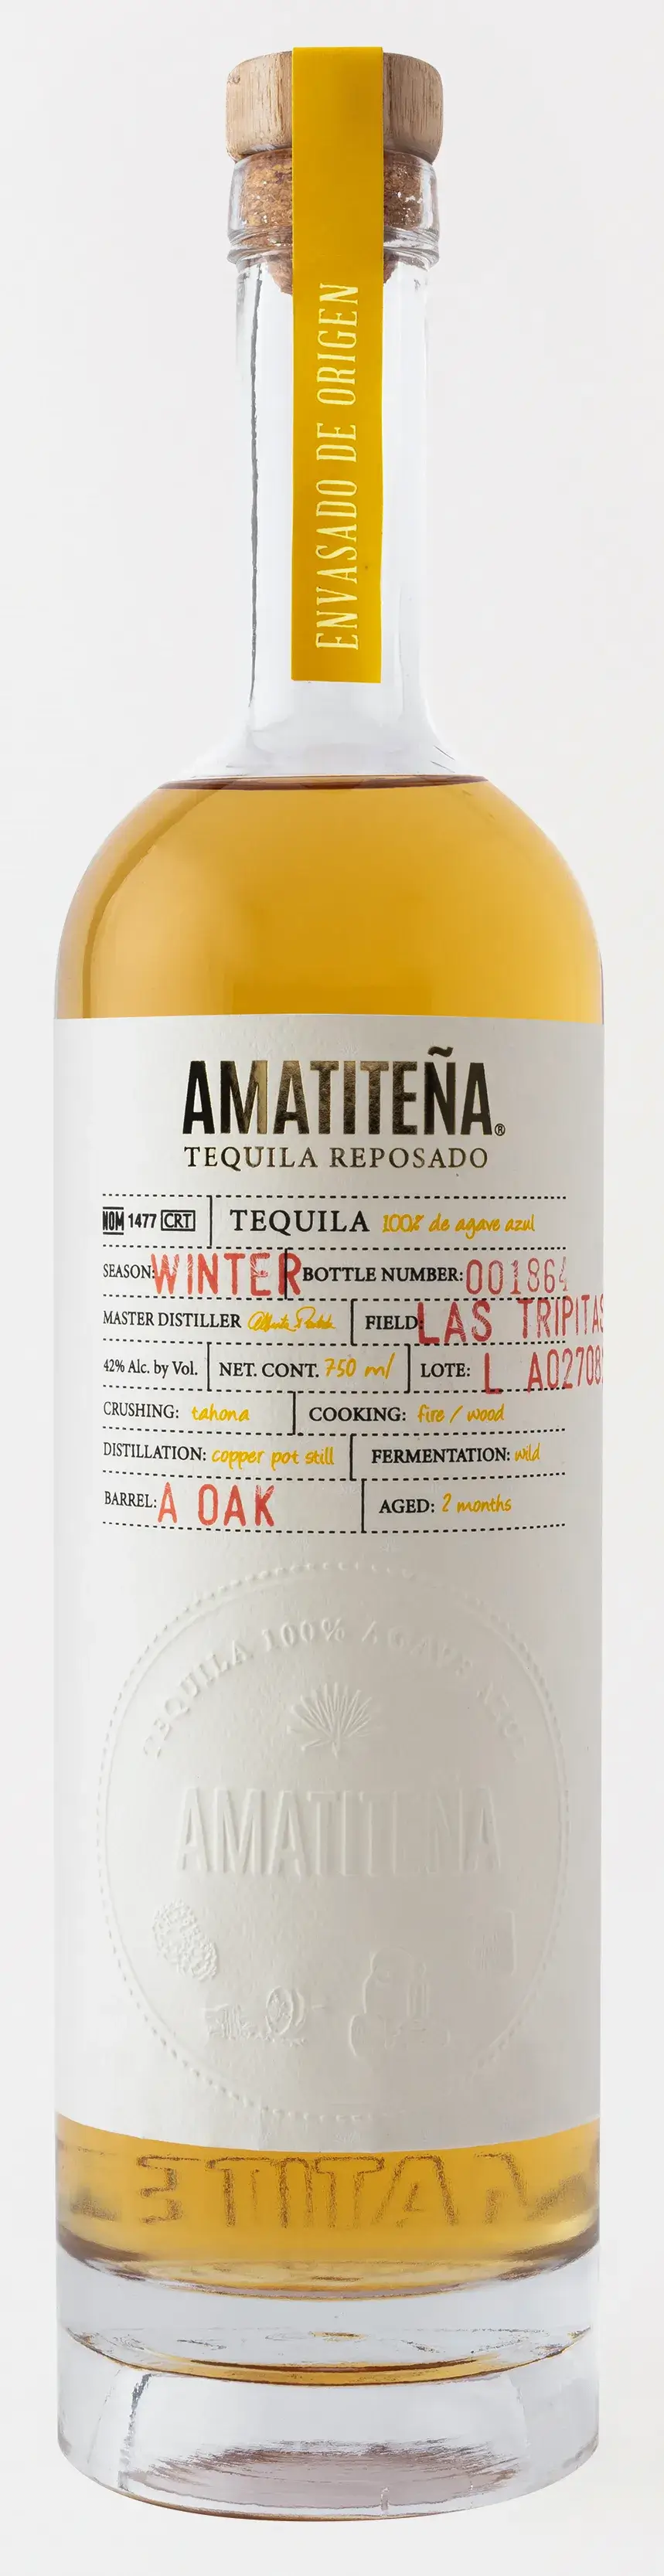 ENVASADO DE ORIGEN
AMATITEÑA®
TEQUILA REPOSADO
NOM 1477 CRT TEQUILA 100% de agave azul
SEASON: WINTER BOTTLE NUMBER: 001864
MASTER DISTILLER FIELD: LAS TRIPITAS
42% Alc. by Vol. NET. CONT. 750 ml LOTE: L A02708
CRUSHING: tahona COOKING: fire / wood
DISTILLATION: copper pot still FERMENTATION: wild
BARREL: A OAK AGED: 2 months
TEQUILA 100% AGAVE AZUL
AMATITEÑA